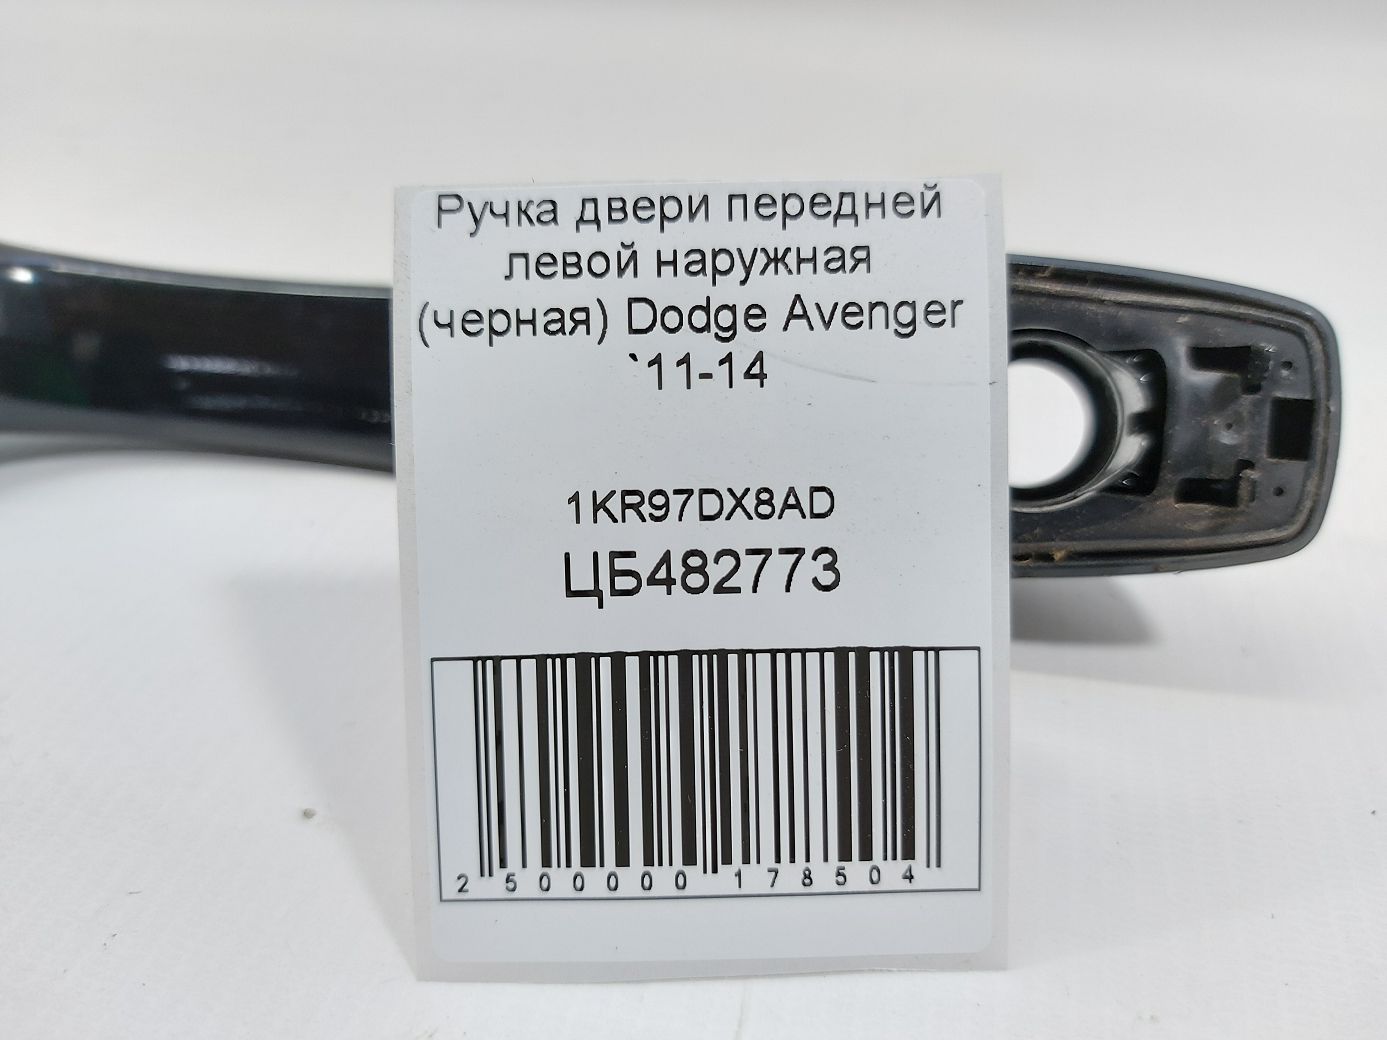 Ручка двери передней
левой наружная
(черная) Dodge Avenger
`11-14
1KR97DX8AD
ЦБ482773
2 500000 178504